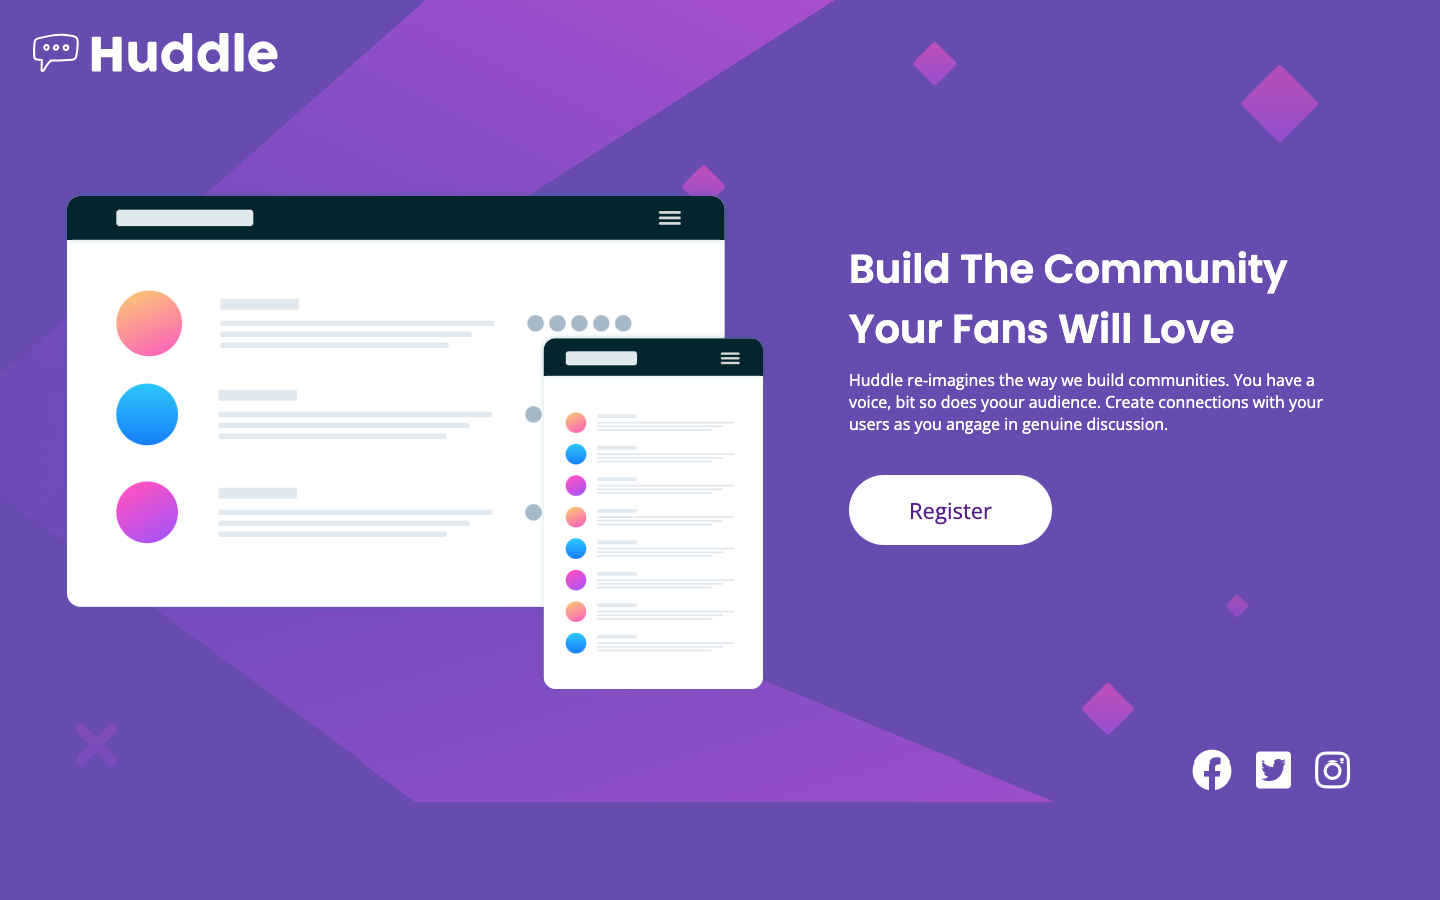 Huddle
Build The Community
Your Fans Will Love
Huddle re-imagines the way we build communities. You have a
voice, bit so does yoour audience. Create connections with your
users as you angage in genuine discussion.
Register